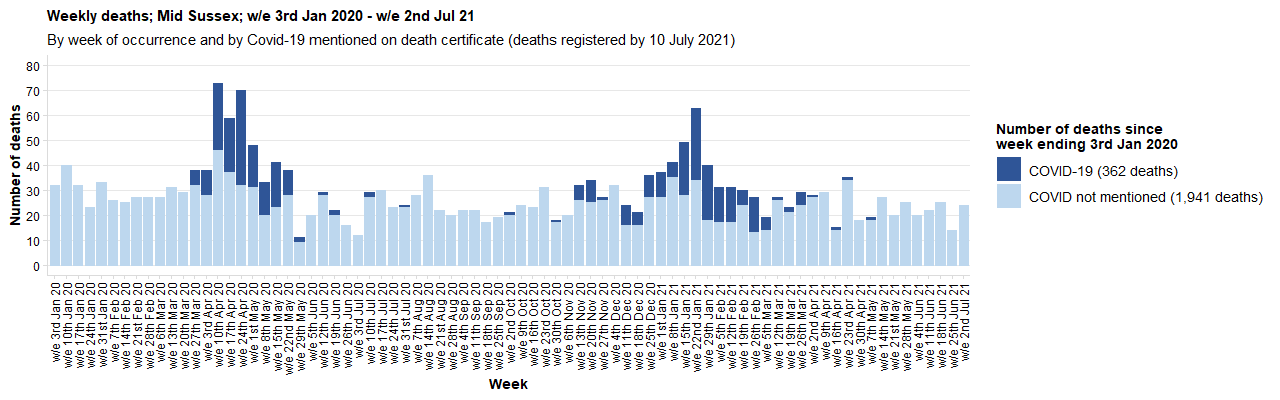 Weekly deaths; Mid Sussex; w/e 3rd Jan 2020 - w/e 2nd Jul 21
By week of occurrence and by Covid-19 mentioned on death certificate (deaths registered by 10 July 2021)
Number of deaths
80
70
60
50
40
30
20
10
0
w/e 3rd Jan 20
w/e 10th Jan 20
w/e 17th Jan 20
w/e 24th Jan 20
w/e 31st Jan 20
w/e 7th Feb 20
w/e 14th Feb 20
w/e 21st Feb 20
w/e 28th Feb 20
w/e 6th Mar 20
w/e 13th Mar 20
w/e 20th Mar 20
w/e 27th Mar 20
w/e 3rd Apr 20
w/e 10th Apr 20
w/e 17th Apr 20
w/e 24th Apr 20
w/e 1st May 20
w/e 8th May 20
w/e 15th May 20
w/e 22nd May 20
w/e 29th May 20
w/e 5th Jun 20
w/e 12th Jun 20
w/e 19th Jun 20
w/e 26th Jun 20
w/e 3rd Jul 20
w/e 10th Jul 20
w/e 17th Jul 20
w/e 24th Jul 20
w/e 31st Jul 20
w/e 7th Aug 20
w/e 14th Aug 20
w/e 21st Aug 20
w/e 28th Aug 20
w/e 4th Sep 20
w/e 11th Sep 20
w/e 18th Sep 20
w/e 25th Sep 20
w/e 2nd Oct 20
w/e 9th Oct 20
w/e 16th Oct 20
w/e 23rd Oct 20
w/e 30th Oct 20
w/e 6th Nov 20
w/e 13th Nov 20
w/e 20th Nov 20
w/e 27th Nov 20
w/e 4th Dec 20
w/e 11th Dec 20
w/e 18th Dec 20
w/e 25th Dec 20
w/e 1st Jan 21
w/e 8th Jan 21
w/e 15th Jan 21
w/e 22nd Jan 21
w/e 29th Jan 21
w/e 5th Feb 21
w/e 12th Feb 21
w/e 19th Feb 21
w/e 26th Feb 21
w/e 5th Mar 21
w/e 12th Mar 21
w/e 19th Mar 21
w/e 26th Mar 21
w/e 2nd Apr 21
w/e 9th Apr 21
w/e 16th Apr 21
w/e 23rd Apr 21
w/e 30th Apr 21
w/e 7th May 21
w/e 14th May 21
w/e 21st May 21
w/e 28th May 21
w/e 4th Jun 21
w/e 11th Jun 21
w/e 18th Jun 21
w/e 25th Jun 21
w/e 2nd Jul 21
Week
Number of deaths since
week ending 3rd Jan 2020
COVID-19 (362 deaths)
COVID not mentioned (1,941 deaths)